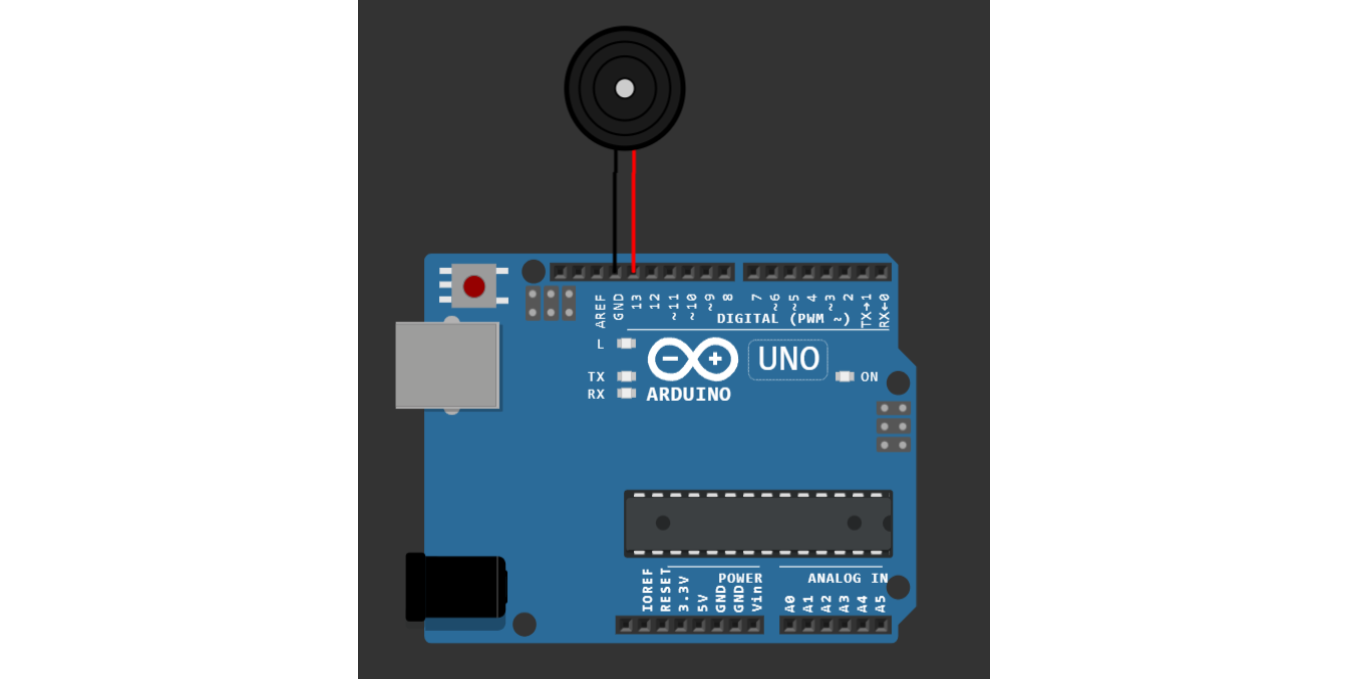 AREF GND 13 12 ~11 ~10 ~9 8 7 ~6 ~5 4 ~3 2 TX→1 RX←0
DIGITAL (PWM ~)
L
TX
RX
ARDUINO
UNO
ON
POWER
ANALOG IN
IOREF RESET 3.3V 5V GND GND Vin A0 A1 A2 A3 A4 A5